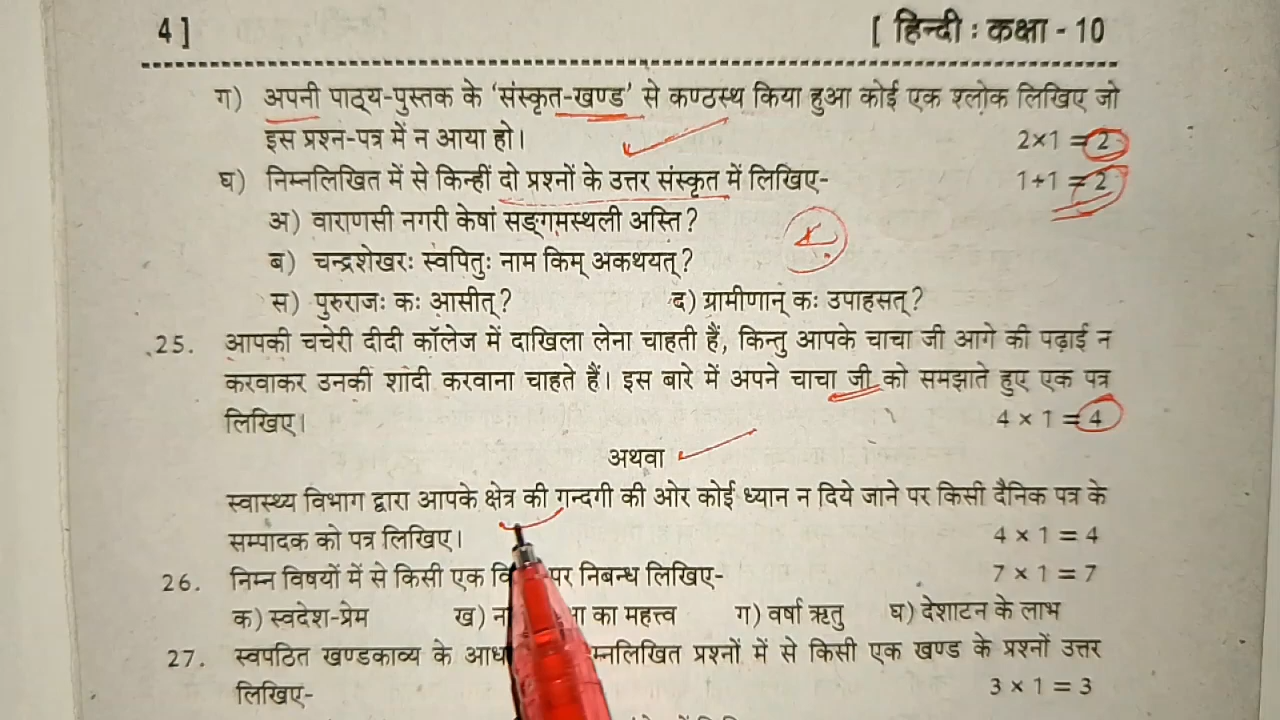 4 ] [ हिन्दी : कक्षा - 10
ग) अपनी पाठ्य-पुस्तक के 'संस्कृत-खण्ड' से कण्ठस्थ किया हुआ कोई एक श्लोक लिखिए जो
इस प्रश्न-पत्र में न आया हो। 2×1 = 2
घ) निम्नलिखित में से किन्हीं दो प्रश्नों के उत्तर संस्कृत में लिखिए- 1+1 = 2
अ) वाराणसी नगरी केषां सङ्गमस्थली अस्ति ?
ब) चन्द्रशेखरः स्वपितुः नाम किम् अकथयत् ?
स) पुरुराजः कः आसीत् ? द) ग्रामीणान् कः उपाहसत् ?
25. आपकी चचेरी दीदी कॉलेज में दाखिला लेना चाहती हैं, किन्तु आपके चाचा जी आगे की पढ़ाई न
करवाकर उनकी शादी करवाना चाहते हैं। इस बारे में अपने चाचा जी को समझाते हुए एक पत्र
लिखिए। 4 × 1 = 4
अथवा
स्वास्थ्य विभाग द्वारा आपके क्षेत्र की गन्दगी की ओर कोई ध्यान न दिये जाने पर किसी दैनिक पत्र के
सम्पादक को पत्र लिखिए। 4 × 1 = 4
26. निम्न विषयों में से किसी एक पर निबन्ध लिखिए- 7 × 1 = 7
क) स्वदेश-प्रेम ख) का महत्त्व ग) वर्षा ऋतु घ) देशाटन के लाभ
27. स्वपठित खण्डकाव्य के प्रश्नों में से किसी एक खण्ड के प्रश्नों उत्तर
लिखिए- 3 × 1 = 3